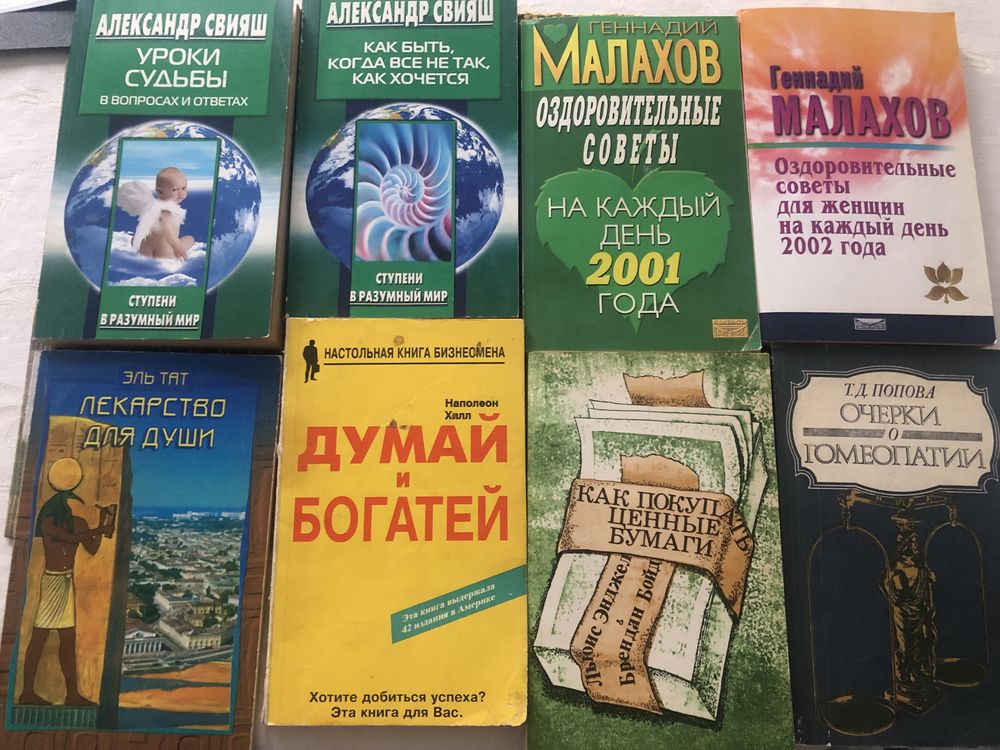 АЛЕКСАНДР СВИЯШ
УРОКИ
СУДЬБЫ
В ВОПРОСАХ И ОТВЕТАХ
СТУПЕНИ
В РАЗУМНЫЙ МИР
АЛЕКСАНДР СВИЯШ
КАК БЫТЬ,
КОГДА ВСЕ НЕ ТАК,
КАК ХОЧЕТСЯ
СТУПЕНИ
В РАЗУМНЫЙ МИР
ГЕННАДИЙ
МАЛАХОВ
ОЗДОРОВИТЕЛЬНЫЕ
СОВЕТЫ
НА КАЖДЫЙ
ДЕНЬ
2001
ГОДА
Геннадий
МАЛАХОВ
Оздоровительные
советы
для женщин
на каждый день
2002 года
ЭЛЬ ТАТ
ЛЕКАРСТВО
ДЛЯ ДУШИ
НАСТОЛЬНАЯ КНИГА БИЗНЕСМЕНА
Наполеон
Хилл
ДУМАЙ
и
БОГАТЕЙ
Эта книга выдержала
42 издания в Америке
Хотите добиться успеха?
Эта книга для Вас.
КАК ПОКУП АТЬ
ЦЕННЫЕ
БУМАГИ
Льюис Энджел
&
Брендан Бойд
Т.Д. ПОПОВА
ОЧЕРКИ
О
ГОМЕОПАТИИ